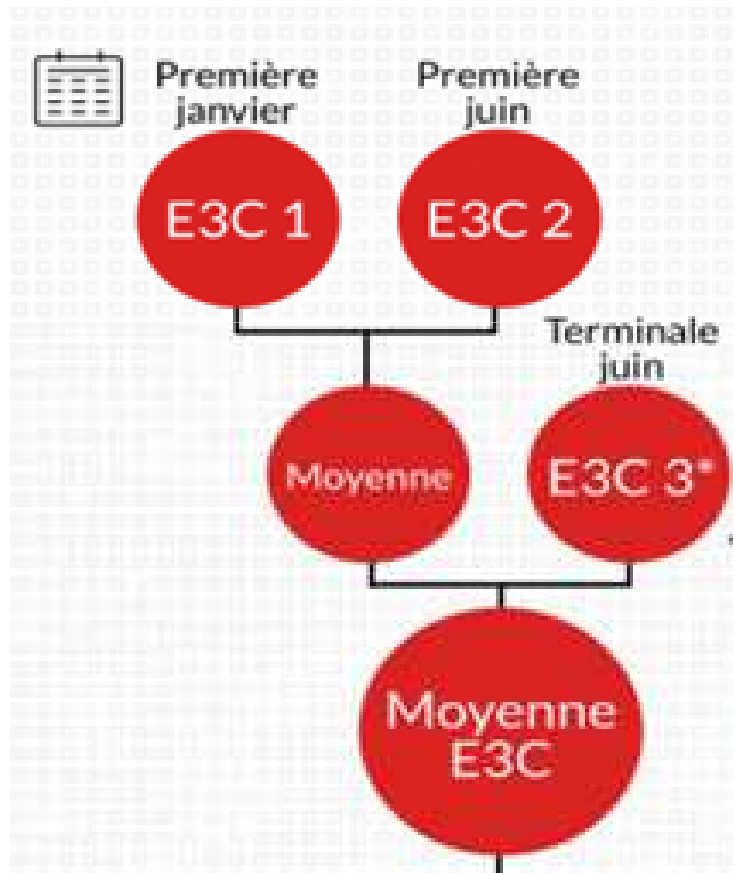 Première
janvier
Première
juin
E3C 1
E3C 2
Terminale
juin
Moyenne
E3C 3*
Moyenne
E3C